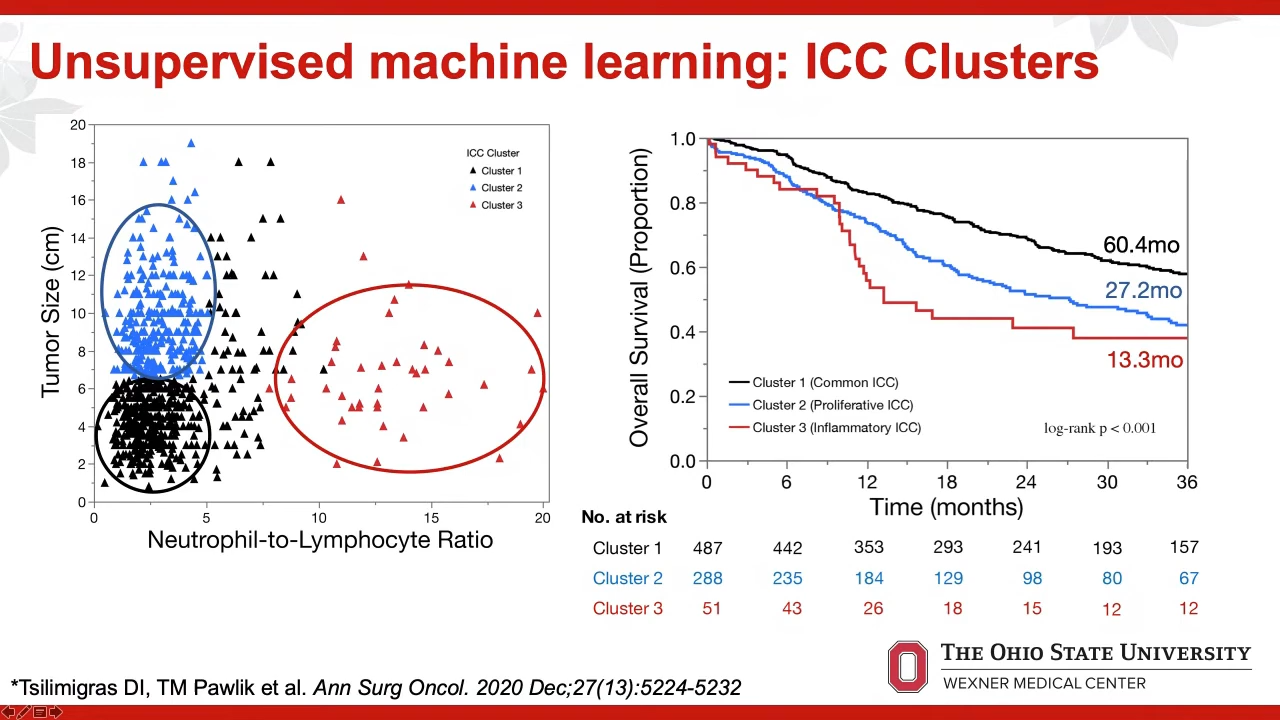 Unsupervised machine learning: ICC Clusters
20
18
16
14
12
10
8
6
4
2
0
Tumor Size (cm)
ICC Cluster
Cluster 1
Cluster 2
Cluster 3
0 5 10 15 20
Neutrophil-to-Lymphocyte Ratio
1.0
0.8
0.6
0.4
0.2
0.0
Overall Survival (Proportion)
60.4mo
27.2mo
13.3mo
Cluster 1 (Common ICC)
Cluster 2 (Proliferative ICC)
Cluster 3 (Inflammatory ICC)
log-rank p < 0.001
0 6 12 18 24 30 36
Time (months)
No. at risk
Cluster 1 487 442 353 293 241 193 157
Cluster 2 288 235 184 129 98 80 67
Cluster 3 51 43 26 18 15 12 12
THE OHIO STATE UNIVERSITY
WEXNER MEDICAL CENTER
*Tsilimigras DI, TM Pawlik et al. Ann Surg Oncol. 2020 Dec;27(13):5224-5232